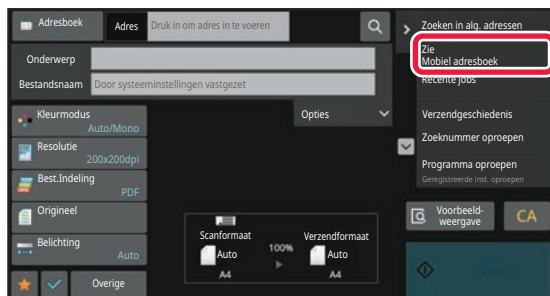 Adresboek
Adres
Druk in om adres in te voeren
Onderwerp
Bestandsnaam
Door systeeminstellingen vastgezet
Kleurmodus
Auto/Mono
Resolutie
200x200dpi
Best.Indeling
PDF
Origineel
Belichting
Auto
Overige
Opties
Scanformaat
Auto
A4
100%
Verzendformaat
Auto
A4
Zoeken in alg. adressen
Zie
Mobiel adresboek
Recente jobs
Verzendgeschiedenis
Zoeknummer oproepen
Programma oproepen
Geregistreerde inst. oproepen
Voorbeeld-
weergave
CA
Start